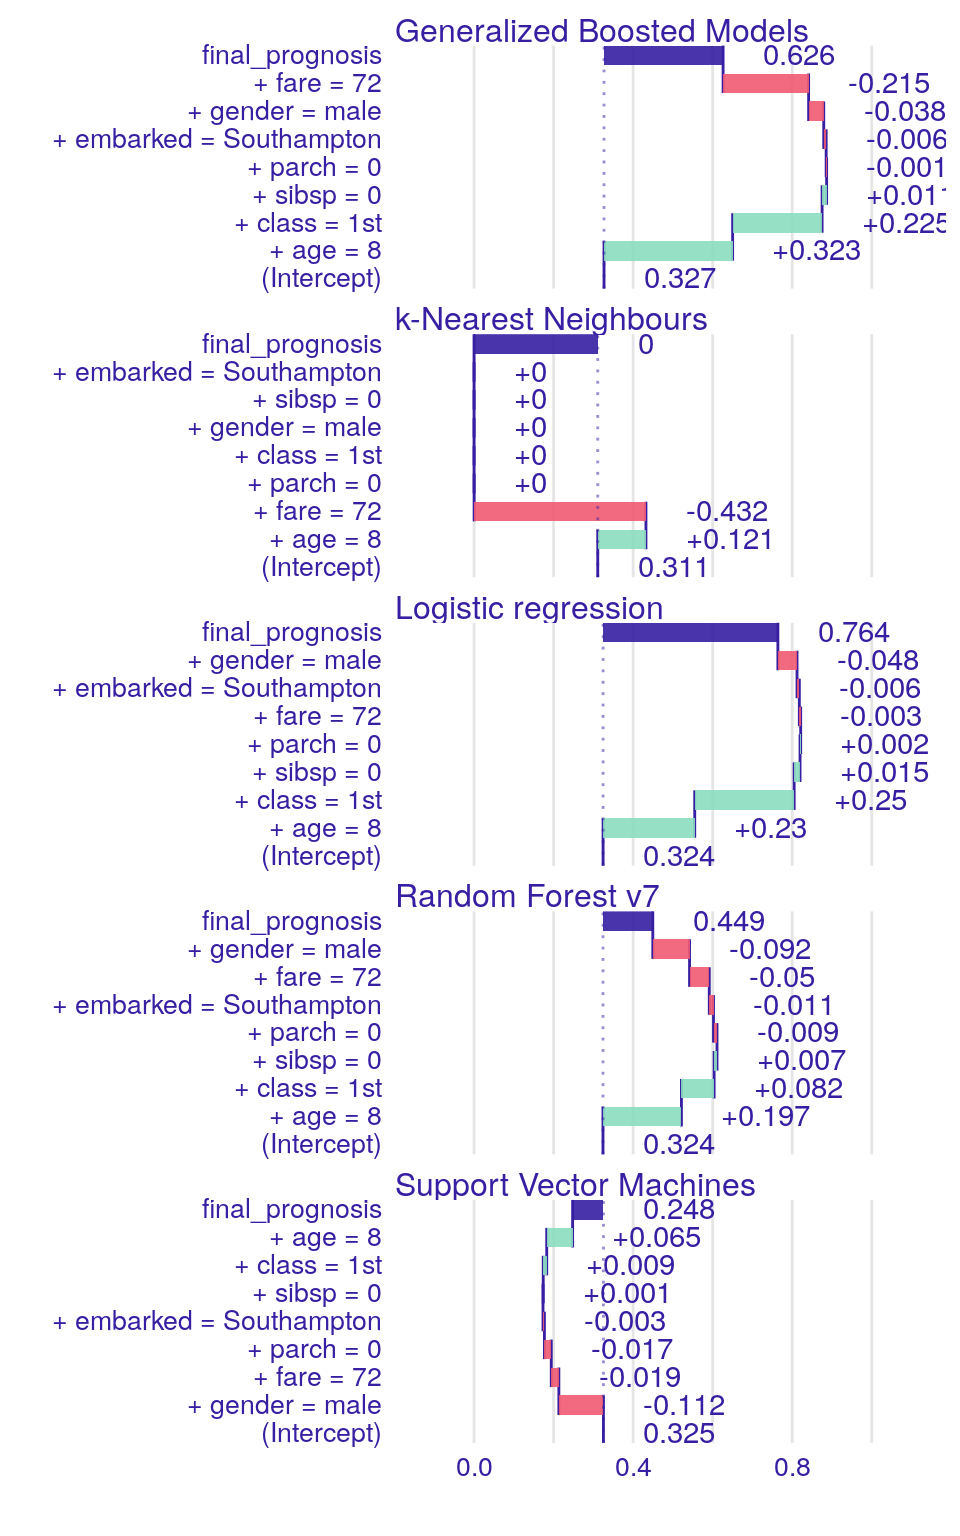 Generalized Boosted Models
final_prognosis 0.626
+ fare = 72 -0.215
+ gender = male -0.038
+ embarked = Southampton -0.006
+ parch = 0 -0.001
+ sibsp = 0 +0.011
+ class = 1st +0.225
+ age = 8 +0.323
(Intercept) 0.327
k-Nearest Neighbours
final_prognosis 0
+ embarked = Southampton +0
+ sibsp = 0 +0
+ gender = male +0
+ class = 1st +0
+ parch = 0 +0
+ fare = 72 -0.432
+ age = 8 +0.121
(Intercept) 0.311
Logistic regression
final_prognosis 0.764
+ gender = male -0.048
+ embarked = Southampton -0.006
+ fare = 72 -0.003
+ parch = 0 +0.002
+ sibsp = 0 +0.015
+ class = 1st +0.25
+ age = 8 +0.23
(Intercept) 0.324
Random Forest v7
final_prognosis 0.449
+ gender = male -0.092
+ fare = 72 -0.05
+ embarked = Southampton -0.011
+ parch = 0 -0.009
+ sibsp = 0 +0.007
+ class = 1st +0.082
+ age = 8 +0.197
(Intercept) 0.324
Support Vector Machines
final_prognosis 0.248
+ age = 8 +0.065
+ class = 1st +0.009
+ sibsp = 0 +0.001
+ embarked = Southampton -0.003
+ parch = 0 -0.017
+ fare = 72 -0.019
+ gender = male -0.112
(Intercept) 0.325
0.0 0.4 0.8